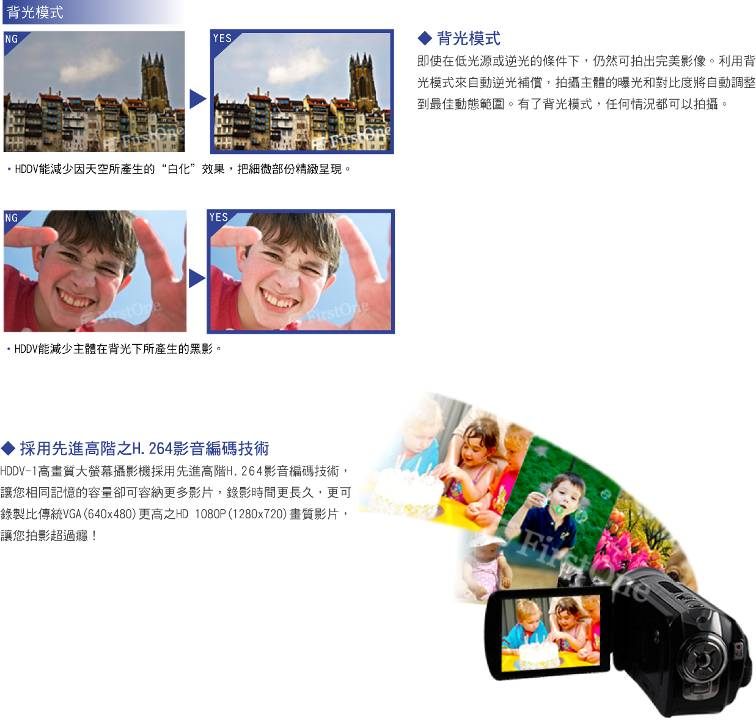 背光模式
NG
YES
FirstOne
FirstOne
•HDDV能減少因天空所產生的“白化”效果，把細微部份精緻呈現。
NG
YES
FirstOne
FirstOne
•HDDV能減少主體在背光下所產生的黑影。
◆ 背光模式
即使在低光源或逆光的條件下，仍然可拍出完美影像。利用背
光模式來自動逆光補償，拍攝主體的曝光和對比度將自動調整
到最佳動態範圍。有了背光模式，任何情況都可以拍攝。
◆ 採用先進高階之H.264影音編碼技術
HDDV-1高畫質大螢幕攝影機採用先進高階H.264影音編碼技術，
讓您相同記憶的容量卻可容納更多影片，錄影時間更長久，更可
錄製比傳統VGA(640x480)更高之HD 1080P(1280x720)畫質影片，
讓您拍影超過癮！
FirstOne